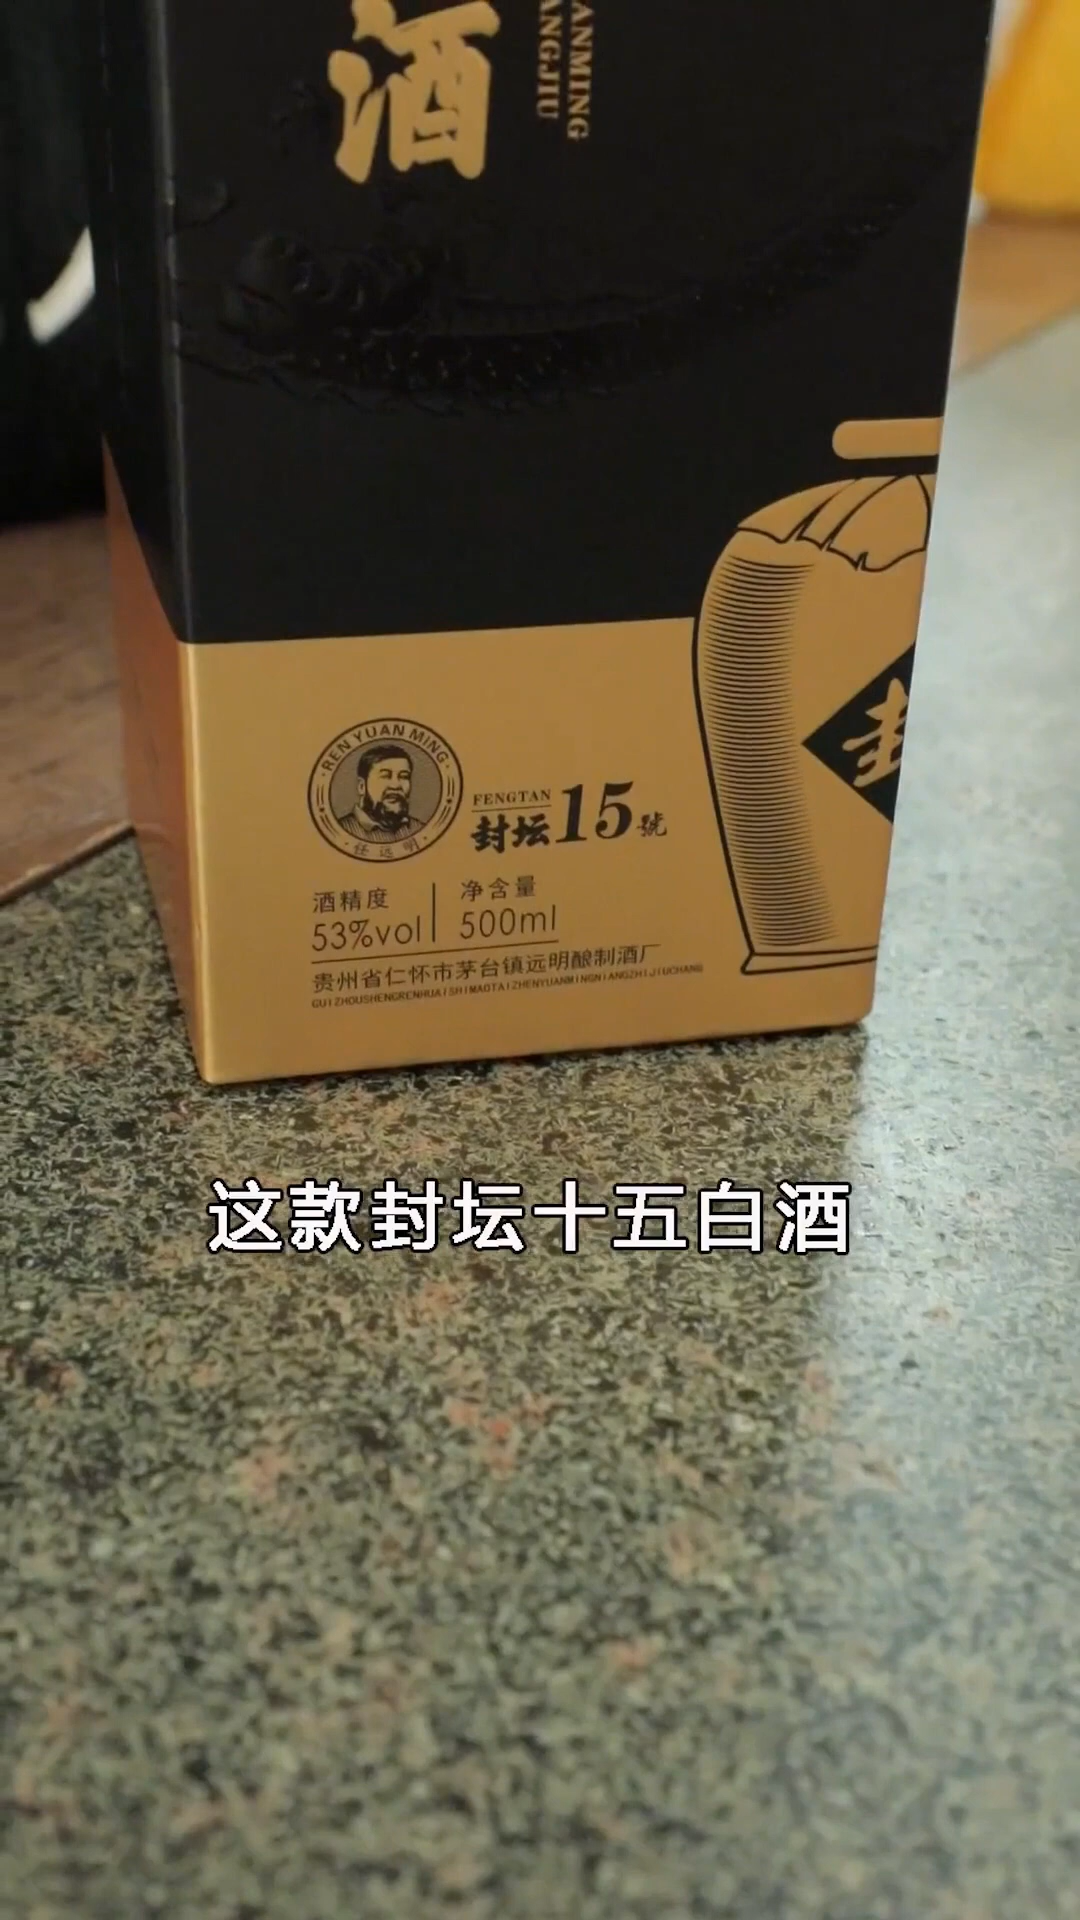 酒
ANMING
ANGJIU
REN YUAN MING
任远明
FENGTAN
封坛15號
酒精度
53%vol
净含量
500ml
贵州省仁怀市茅台镇远明酿制酒厂
GUIZHOUSHENGRENHUAISHIMAOTAIZHENYUANMINGNIANGZHIJIUCHANG
封
这款封坛十五白酒